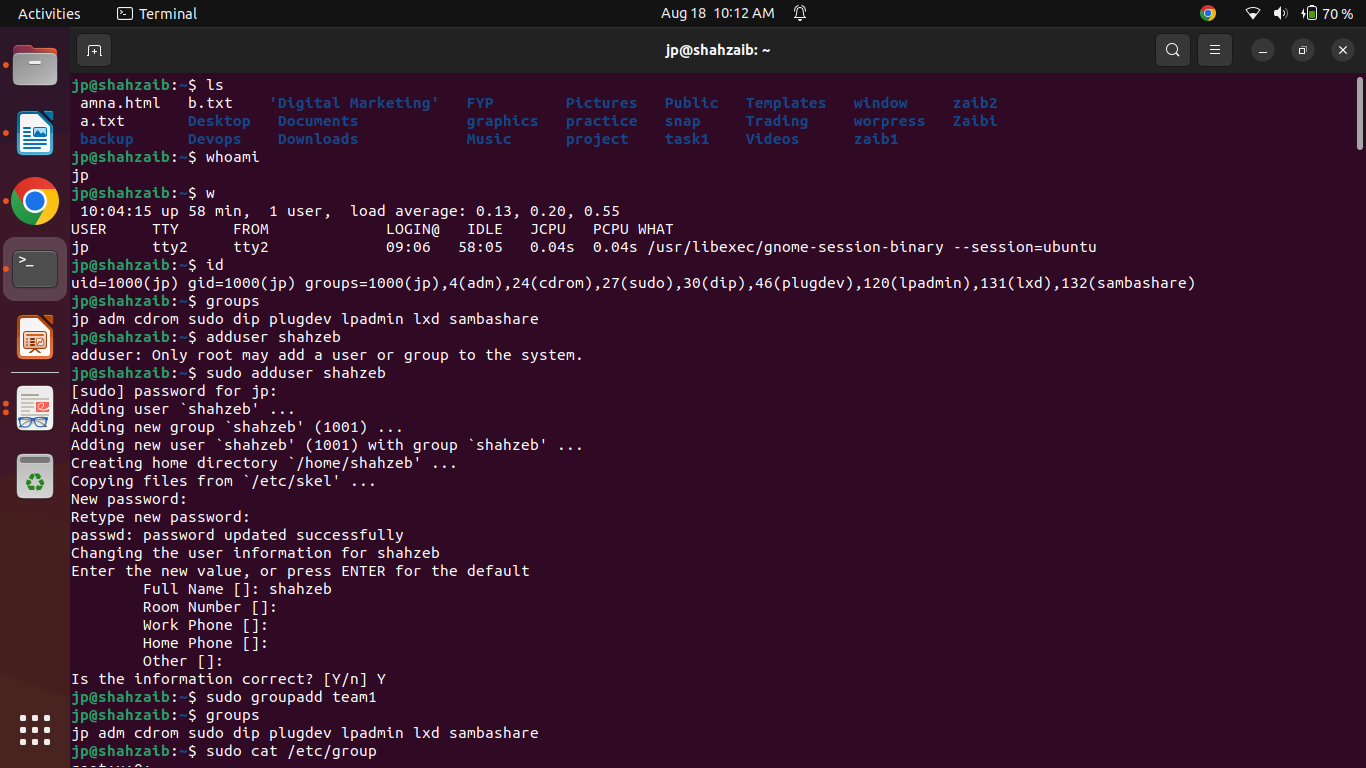 Activities Terminal Aug 18 10:12 AM 70 %
jp@shahzaib: ~
jp@shahzaib:~$ ls
amna.html b.txt 'Digital Marketing' FYP Pictures Public Templates window zaib2
a.txt Desktop Documents graphics practice snap Trading worpress Zaibi
backup Devops Downloads Music project task1 Videos zaib1
jp@shahzaib:~$ whoami
jp
jp@shahzaib:~$ w
10:04:15 up 58 min, 1 user, load average: 0.13, 0.20, 0.55
USER TTY FROM LOGIN@ IDLE JCPU PCPU WHAT
jp tty2 tty2 09:06 58:05 0.04s 0.04s /usr/libexec/gnome-session-binary --session=ubuntu
jp@shahzaib:~$ id
uid=1000(jp) gid=1000(jp) groups=1000(jp),4(adm),24(cdrom),27(sudo),30(dip),46(plugdev),120(lpadmin),131(lxd),132(sambashare)
jp@shahzaib:~$ groups
jp adm cdrom sudo dip plugdev lpadmin lxd sambashare
jp@shahzaib:~$ adduser shahzeb
adduser: Only root may add a user or group to the system.
jp@shahzaib:~$ sudo adduser shahzeb
[sudo] password for jp:
Adding user `shahzeb' ...
Adding new group `shahzeb' (1001) ...
Adding new user `shahzeb' (1001) with group `shahzeb' ...
Creating home directory `/home/shahzeb' ...
Copying files from `/etc/skel' ...
New password:
Retype new password:
passwd: password updated successfully
Changing the user information for shahzeb
Enter the new value, or press ENTER for the default
Full Name []: shahzeb
Room Number []:
Work Phone []:
Home Phone []:
Other []:
Is the information correct? [Y/n] Y
jp@shahzaib:~$ sudo groupadd team1
jp@shahzaib:~$ groups
jp adm cdrom sudo dip plugdev lpadmin lxd sambashare
jp@shahzaib:~$ sudo cat /etc/group